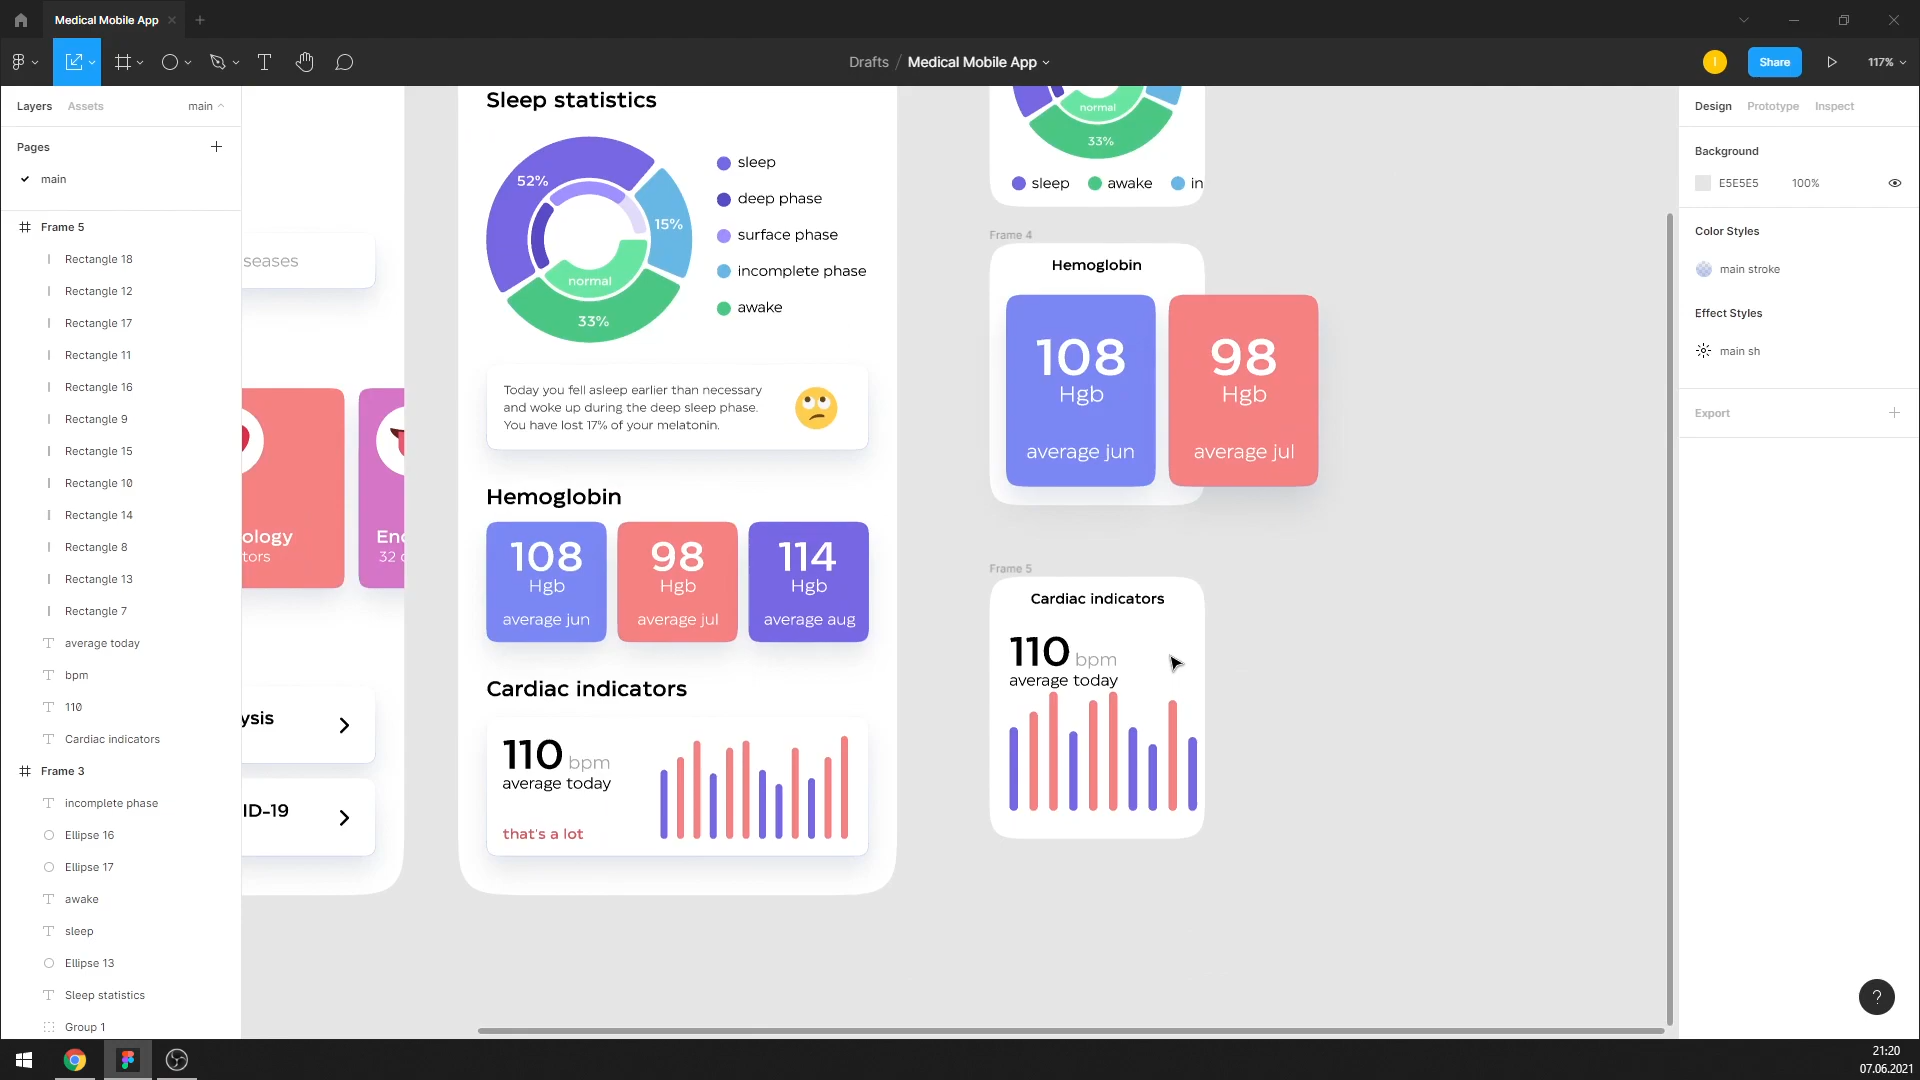 Medical Mobile App
Drafts / Medical Mobile App
Share
117%
Layers
Assets
main
Pages
main
Frame 5
Rectangle 18
Rectangle 12
Rectangle 17
Rectangle 11
Rectangle 16
Rectangle 9
Rectangle 15
Rectangle 10
Rectangle 14
Rectangle 8
Rectangle 13
Rectangle 7
average today
bpm
110
Cardiac indicators
Frame 3
incomplete phase
Ellipse 16
Ellipse 17
awake
sleep
Ellipse 13
Sleep statistics
Group 1
seases
ology
tors
End
32 d
ysis
ID-19
Sleep statistics
52%
15%
normal
33%
sleep
deep phase
surface phase
incomplete phase
awake
Today you fell asleep earlier than necessary
and woke up during the deep sleep phase.
You have lost 17% of your melatonin.
Hemoglobin
108
Hgb
average jun
98
Hgb
average jul
114
Hgb
average aug
Cardiac indicators
110 bpm
average today
that's a lot
normal
33%
sleep
awake
in
Frame 4
Hemoglobin
108
Hgb
average jun
98
Hgb
average jul
Frame 5
Cardiac indicators
110 bpm
average today
Design
Prototype
Inspect
Background
E5E5E5
100%
Color Styles
main stroke
Effect Styles
main sh
Export
?
21:20
07.06.2021